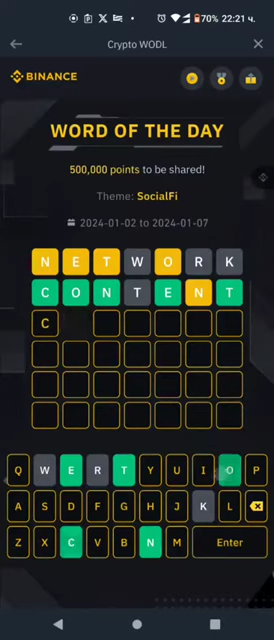 70% 22:21 ч.
Crypto WODL
BINANCE
WORD OF THE DAY
500,000 points to be shared!
Theme: SocialFi
2024-01-02 to 2024-01-07
N E T W O R K
C O N T E N T
C
Q W E R T Y U I O P
A S D F G H J K L
Z X C V B N M Enter